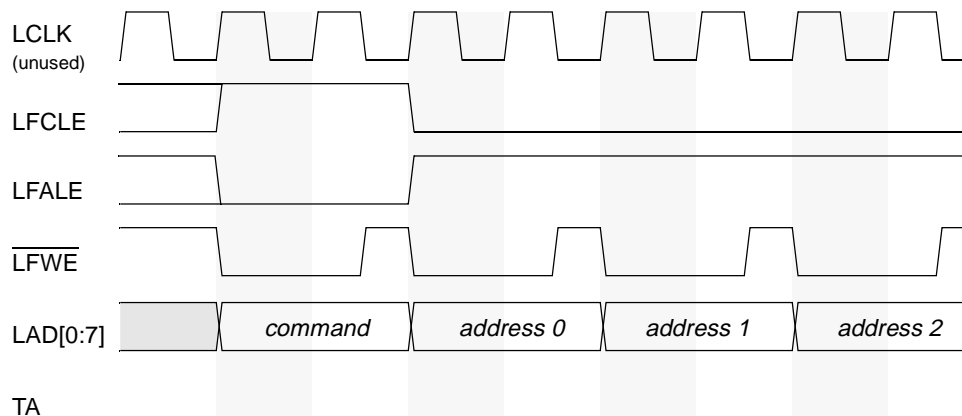 LCLK
(unused)
LFCLE
LFALE
LFWE
LAD[0:7] command address 0 address 1 address 2
TA